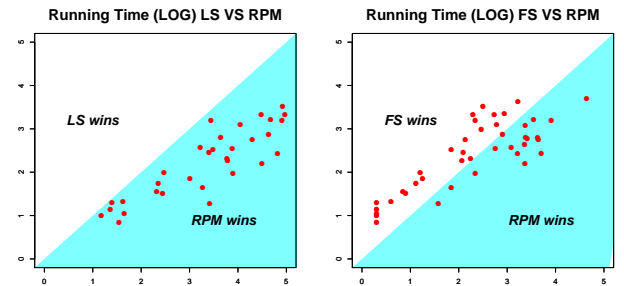 Running Time (LOG) LS VS RPM
5
4
3
2
1
0
LS wins
RPM wins
0 1 2 3 4 5
Running Time (LOG) FS VS RPM
5
4
3
2
1
0
FS wins
RPM wins
0 1 2 3 4 5